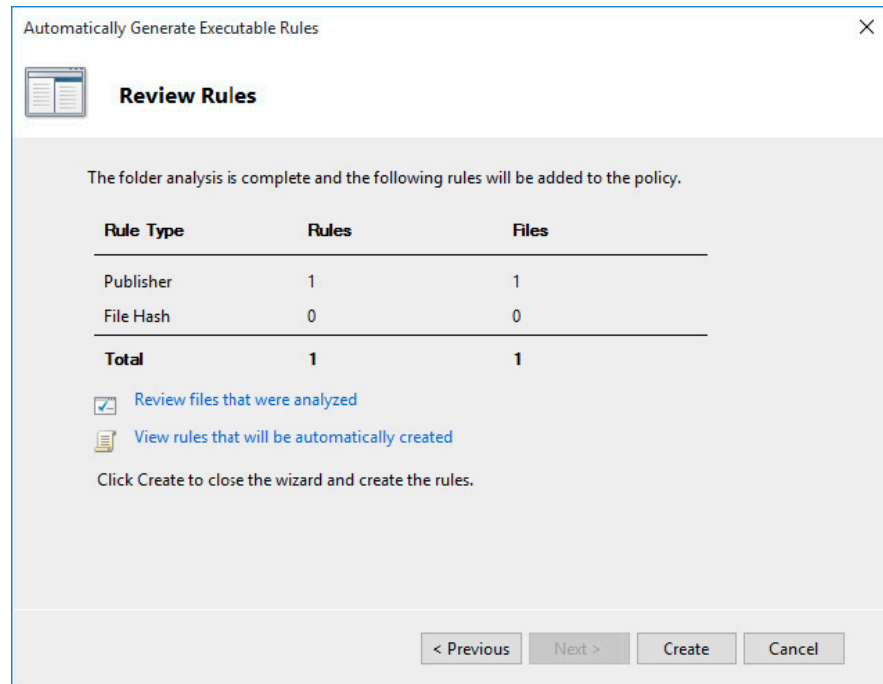 Automatically Generate Executable Rules
Review Rules
The folder analysis is complete and the following rules will be added to the policy.
Rule Type Rules Files
Publisher 1 1
File Hash 0 0
Total 1 1
Review files that were analyzed
View rules that will be automatically created
Click Create to close the wizard and create the rules.
< Previous Next > Create Cancel